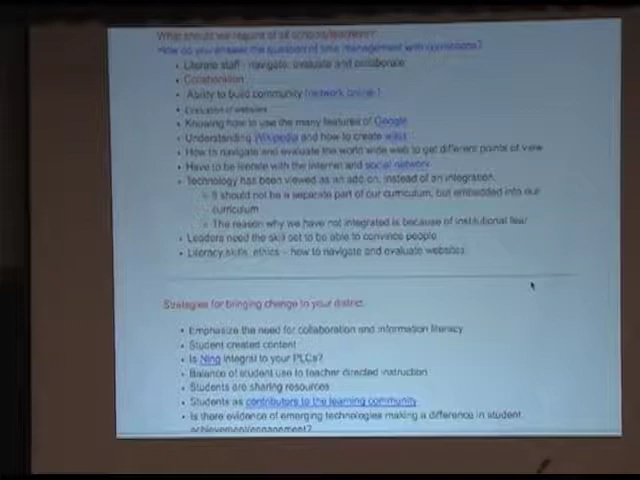 What should we require of all schools/teachers?
How do you answer the question of time management with curriculums?
Literate staff - navigate, evaluate and collaborate
Collaboration
Ability to build community (network online )
Evaluation of websites
Knowing how to use the many features of Google
Understanding Wikipedia and how to create wikis
How to navigate and evaluate the world wide web to get different points of view
Have to be literate with the Internet and social network
Technology has been viewed as an add on, instead of an integration.
It should not be a separate part of our curriculum, but embedded into our
curriculum
The reason why we have not integrated is because of institutional fear
Leaders need the skill set to be able to convince people
Literacy skills, ethics – how to navigate and evaluate websites.
Strategies for bringing change to your district.
Emphasize the need for collaboration and information literacy
Student created content
Is Ning integral to your PLCs?
Balance of student use to teacher directed instruction
Students are sharing resources
Students as contributors to the learning community
Is there evidence of emerging technologies making a difference in student
achievement/engagement?